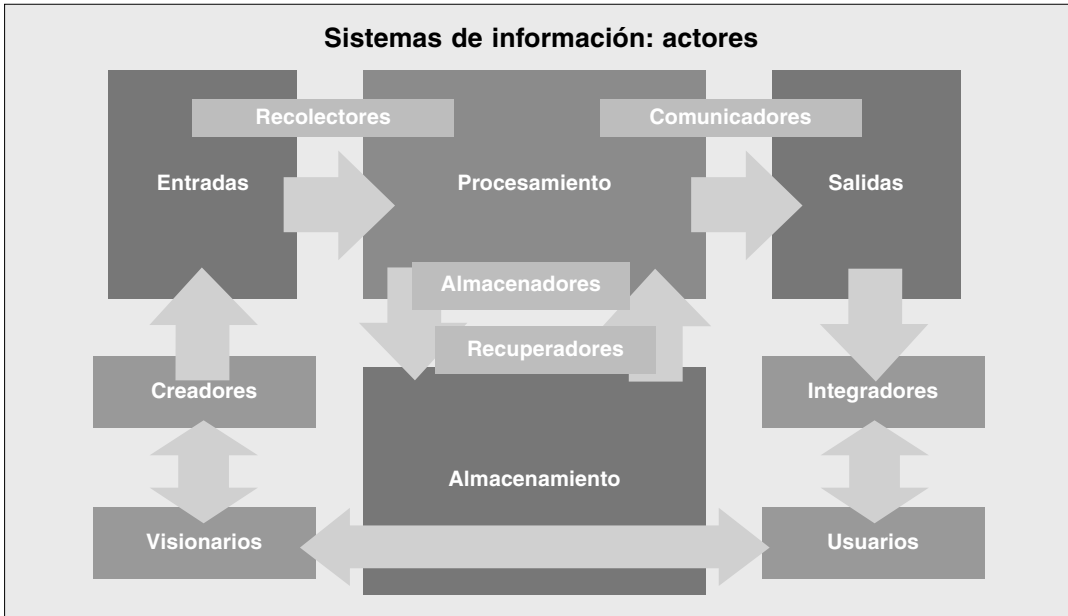 Sistemas de información: actores
Recolectores
Comunicadores
Entradas
Procesamiento
Salidas
Almacenadores
Recuperadores
Creadores
Integradores
Almacenamiento
Visionarios
Usuarios